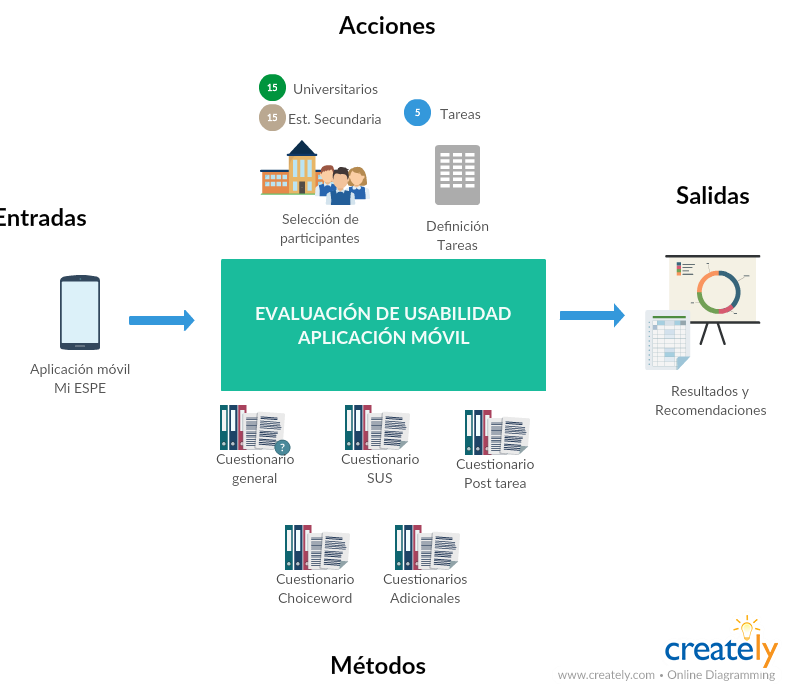 Acciones
15 Universitarios
15 Est. Secundaria
5 Tareas
Selección de
participantes
Definición
Tareas
Entradas
Salidas
EVALUACIÓN DE USABILIDAD
APLICACIÓN MÓVIL
Aplicación móvil
Mi ESPE
Resultados y
Recomendaciones
?
Cuestionario
general
Cuestionario
SUS
Cuestionario
Post tarea
Cuestionario
Choiceword
Cuestionarios
Adicionales
Métodos
creately
www.creately.com • Online Diagramming